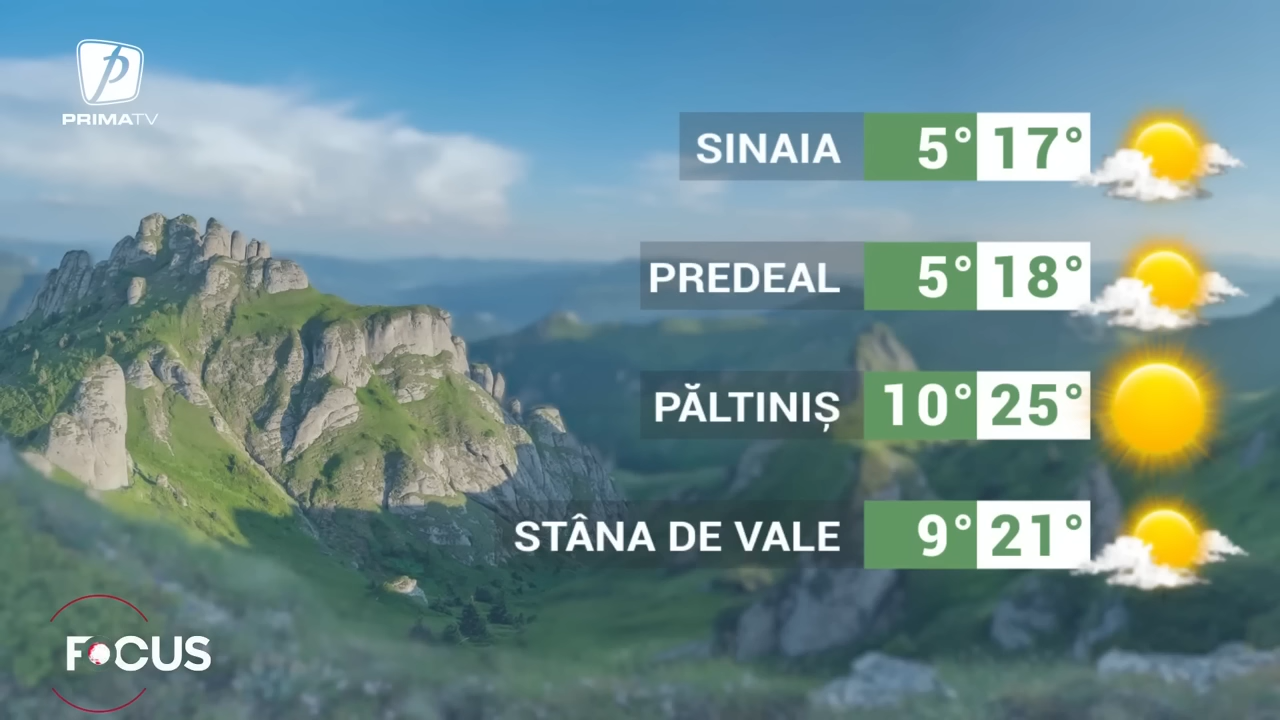 PRIMATV
SINAIA 5° 17°
PREDEAL 5° 18°
PĂLTINIȘ 10° 25°
STÂNA DE VALE 9° 21°
FOCUS